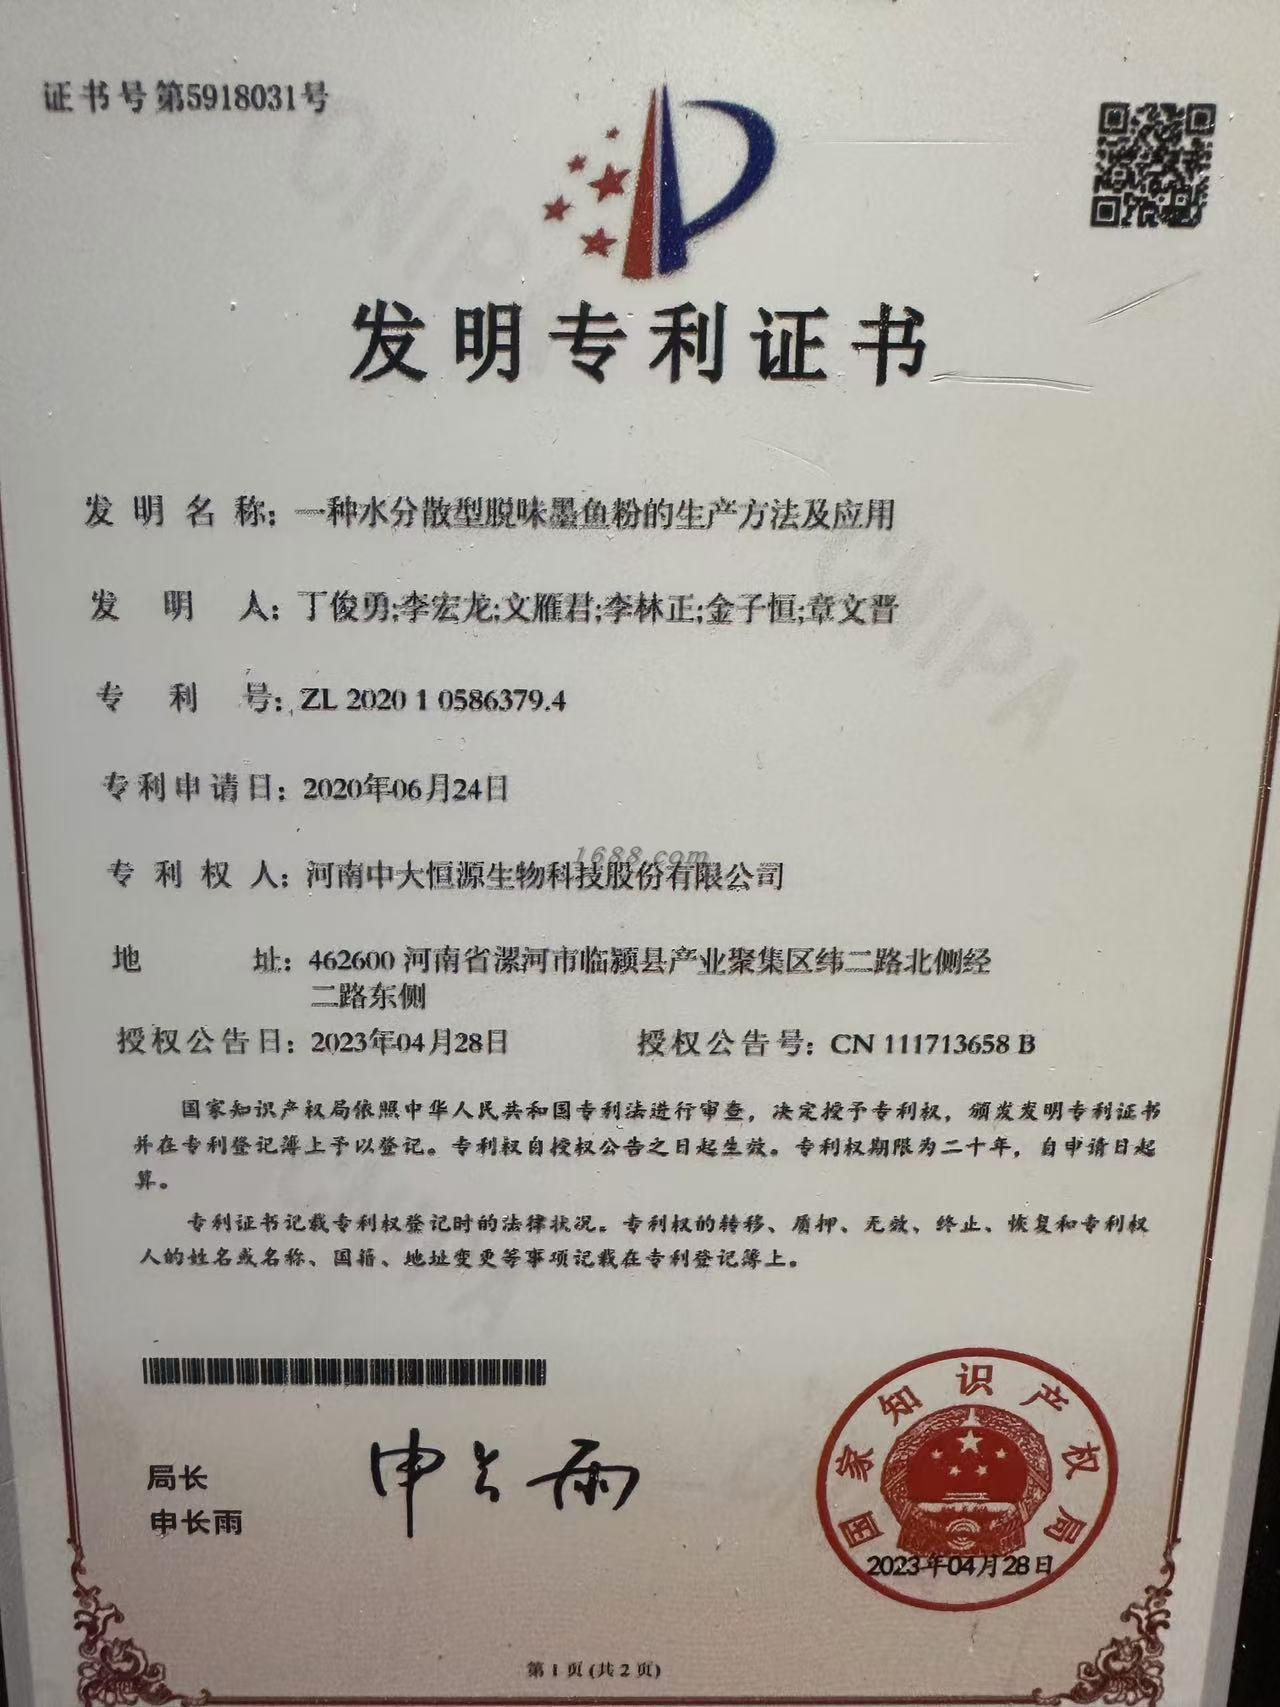 证书号第5918031号
发明专利证书
发明名称：一种水分散型脱味墨鱼粉的生产方法及应用
发明人：丁俊勇;李宏龙;文雁君;李林正;金子恒;章文晋
专利号：ZL 2020 1 0586379.4
专利申请日：2020年06月24日
1688.com
专利权人：河南中大恒源生物科技股份有限公司
地址：462600 河南省漯河市临颍县产业聚集区纬二路北侧经
二路东侧
授权公告日：2023年04月28日 授权公告号：CN 111713658 B
国家知识产权局依照中华人民共和国专利法进行审查，决定授予专利权，颁发发明专利证书
并在专利登记簿上予以登记。专利权自授权公告之日起生效。专利权期限为二十年，自申请日起
算。
专利证书记载专利权登记时的法律状况。专利权的转移、质押、无效、终止、恢复和专利权
人的姓名或名称、国籍、地址变更等事项记载在专利登记簿上。
局长
申长雨
申长雨
国家知识产权局
2023年04月28日
第1页(共2页)